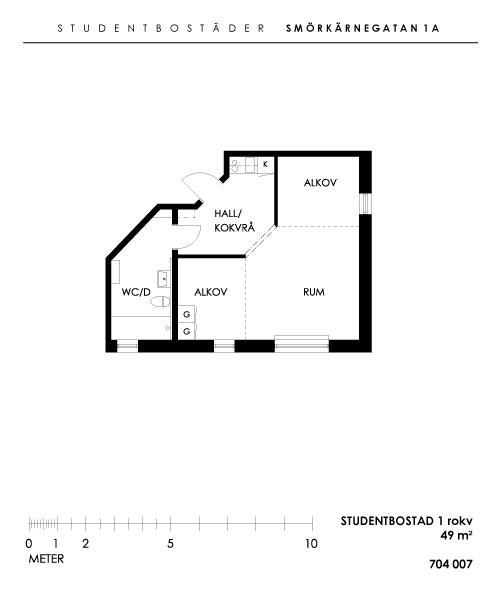 STUDENTBOSTÄDER SMÖRKÄRNEGATAN 1A
K
ALKOV
HALL/
KOKVRÅ
WC/D
ALKOV
RUM
G
G
0 1 2 5 10
METER
STUDENTBOSTAD 1 rokv
49 m²
704 007